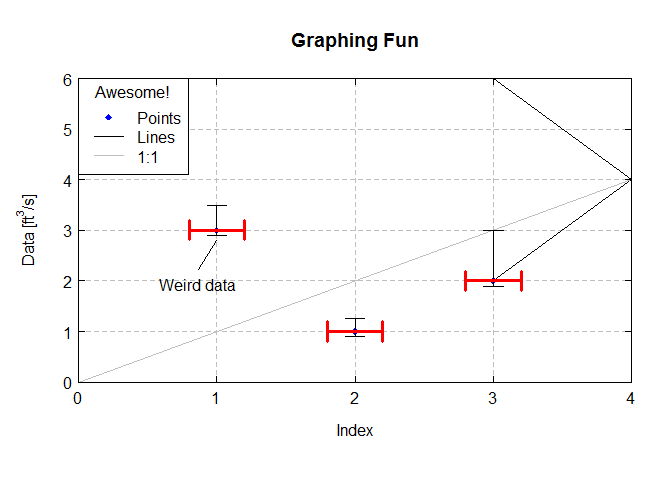 Graphing Fun
Data [ft³/s]
6
5
4
3
2
1
0
Awesome!
Points
Lines
1:1
Weird data
0 1 2 3 4
Index